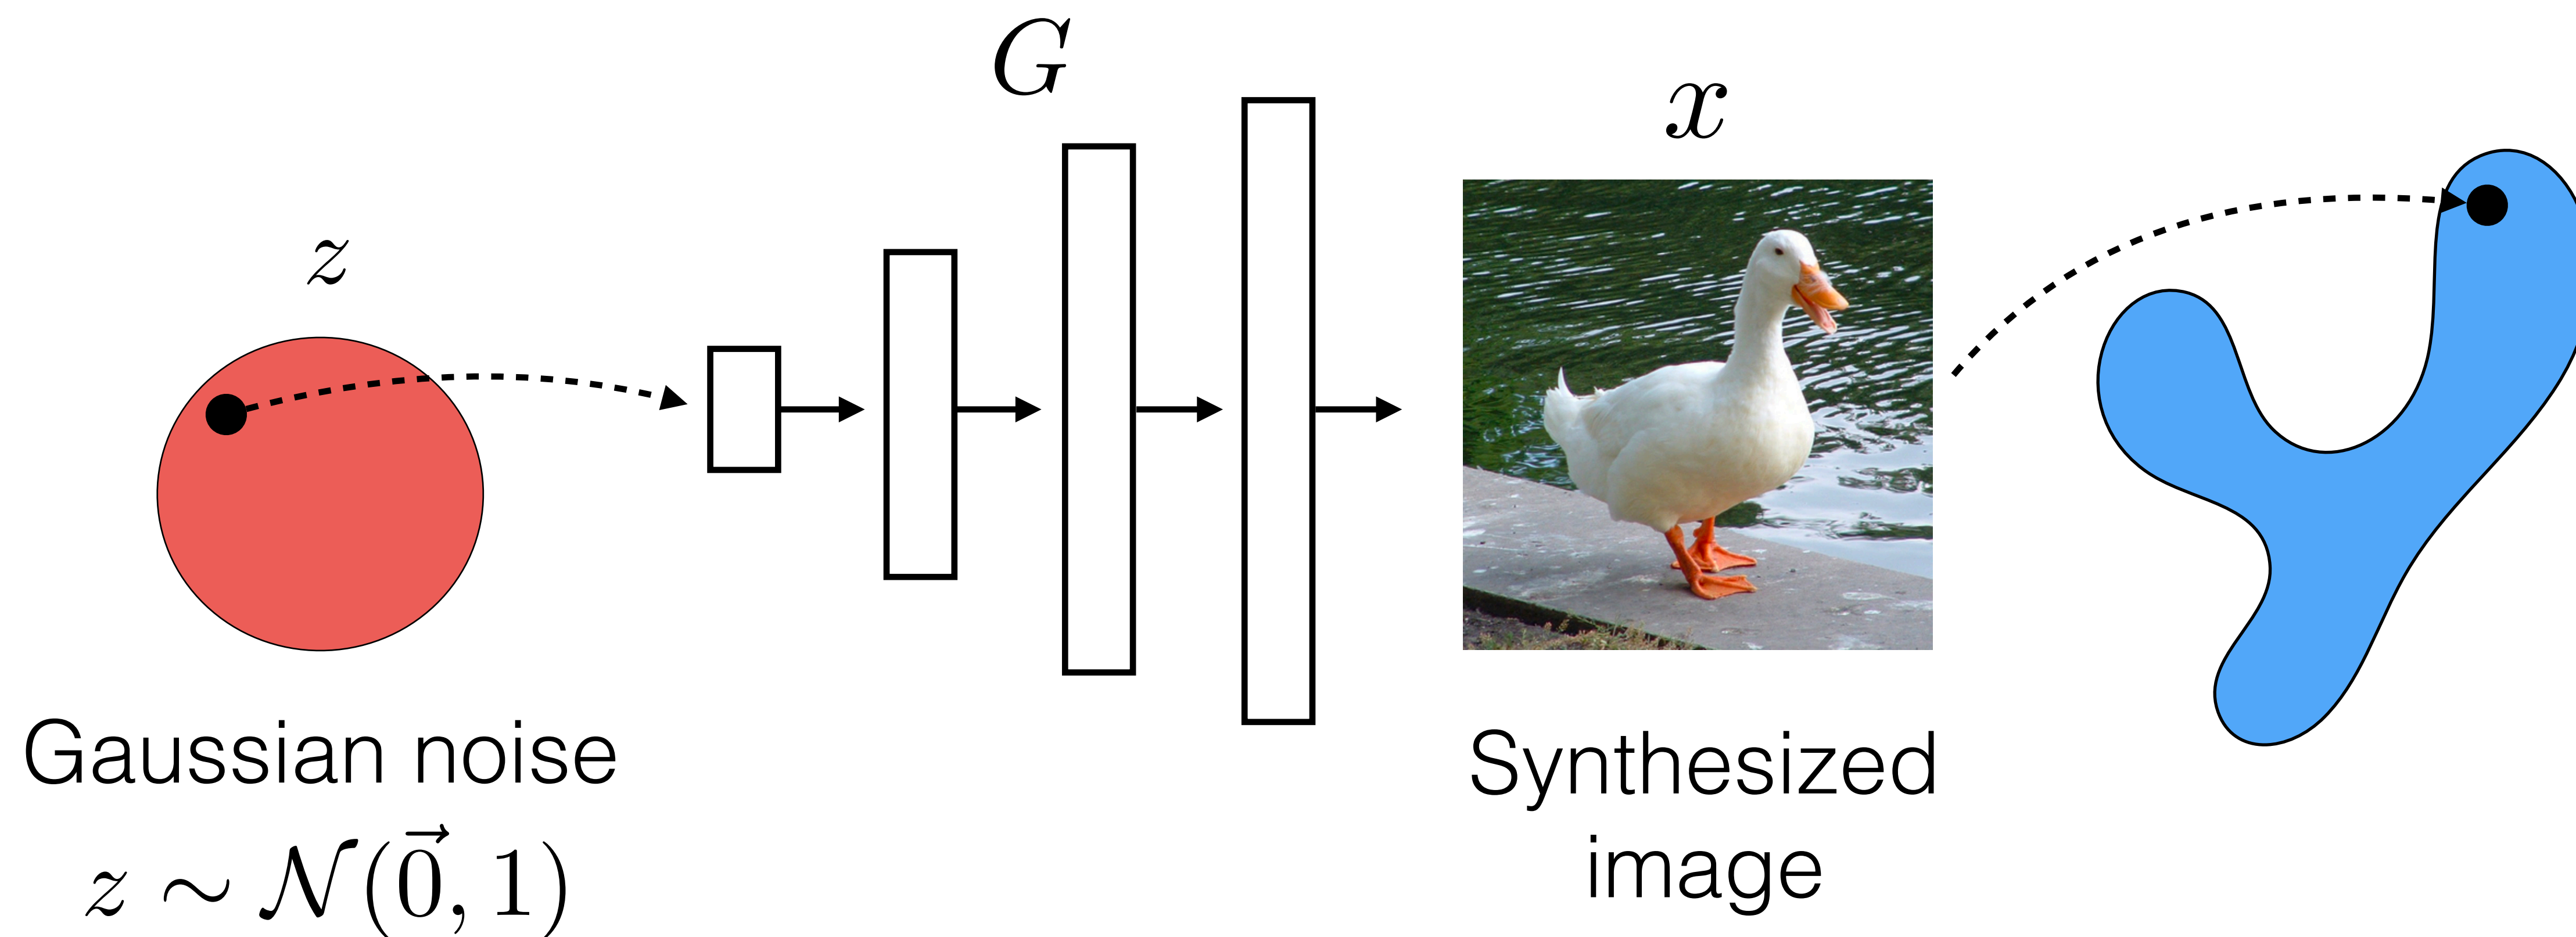 G
x
z
Gaussian noise
z ∼ 𝒩(0⃗, 1)
Synthesized
image